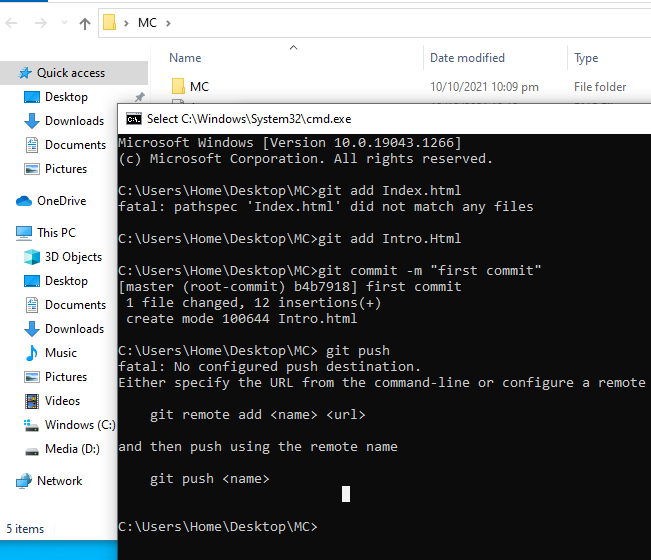 MC
Name
Date modified
Type
Quick access
MC
10/10/2021 10:09 pm
File folder
Desktop
Downloads
Documents
Pictures
OneDrive
This PC
3D Objects
Desktop
Documents
Downloads
Music
Pictures
Videos
Windows (C:)
Media (D:)
Network
5 items
Select C:\Windows\System32\cmd.exe
Microsoft Windows [Version 10.0.19043.1266]
(c) Microsoft Corporation. All rights reserved.
C:\Users\Home\Desktop\MC>git add Index.html
fatal: pathspec 'Index.html' did not match any files
C:\Users\Home\Desktop\MC>git add Intro.Html
C:\Users\Home\Desktop\MC>git commit -m "first commit"
[master (root-commit) b4b7918] first commit
 1 file changed, 12 insertions(+)
 create mode 100644 Intro.html
C:\Users\Home\Desktop\MC> git push
fatal: No configured push destination.
Either specify the URL from the command-line or configure a remote
    git remote add <name> <url>
and then push using the remote name
    git push <name>
C:\Users\Home\Desktop\MC>